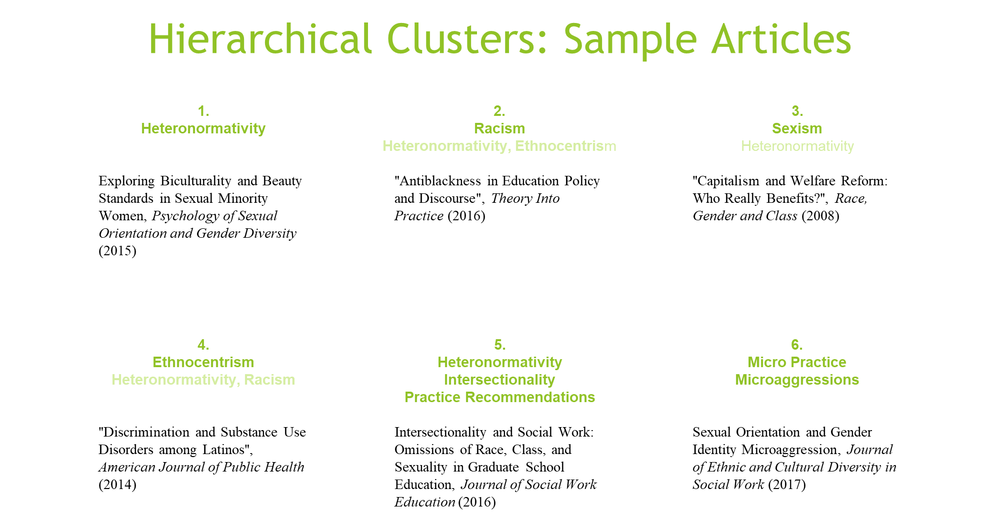 Hierarchical Clusters: Sample Articles
1.
Heteronormativity
Exploring Biculturality and Beauty
Standards in Sexual Minority
Women, Psychology of Sexual
Orientation and Gender Diversity
(2015)
2.
Racism
Heteronormativity, Ethnocentrism
"Antiblackness in Education Policy
and Discourse", Theory Into
Practice (2016)
3.
Sexism
Heteronormativity
"Capitalism and Welfare Reform:
Who Really Benefits?", Race,
Gender and Class (2008)
4.
Ethnocentrism
Heteronormativity, Racism
"Discrimination and Substance Use
Disorders among Latinos",
American Journal of Public Health
(2014)
5.
Heteronormativity
Intersectionality
Practice Recommendations
Intersectionality and Social Work:
Omissions of Race, Class, and
Sexuality in Graduate School
Education, Journal of Social Work
Education (2016)
6.
Micro Practice
Microaggressions
Sexual Orientation and Gender
Identity Microaggression, Journal
of Ethnic and Cultural Diversity in
Social Work (2017)